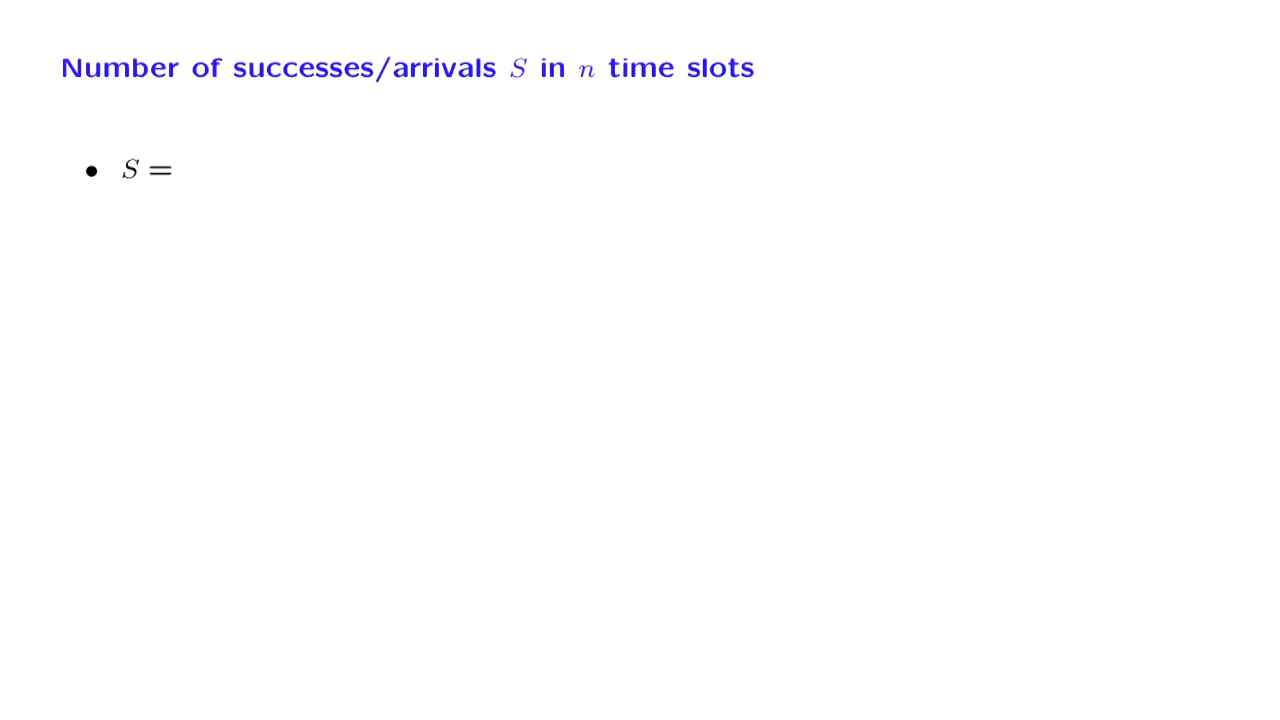 Number of successes/arrivals S in n time slots
• S =